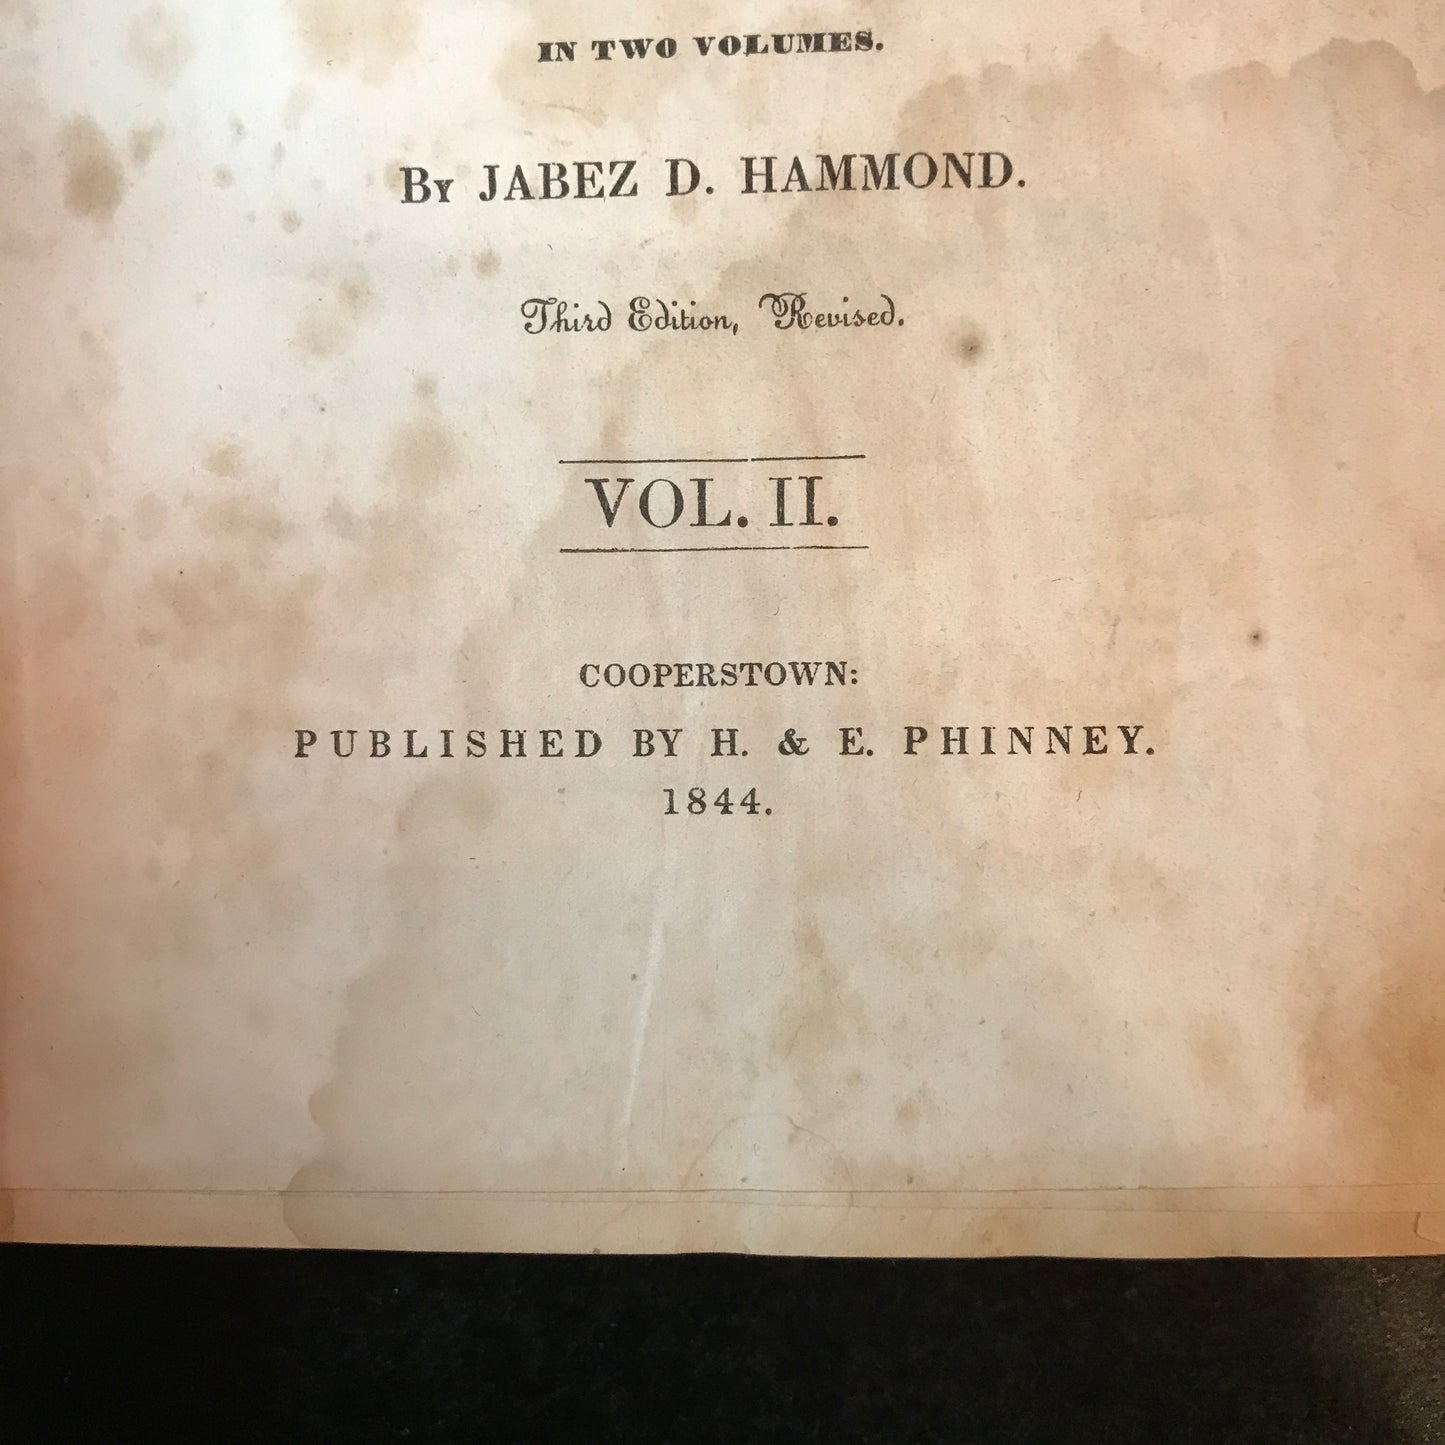 IN TWO VOLUMES.
By JABEZ D. HAMMOND.
Third Edition, Revised.
VOL. II.
COOPERSTOWN:
PUBLISHED BY H. & E. PHINNEY.
1844.